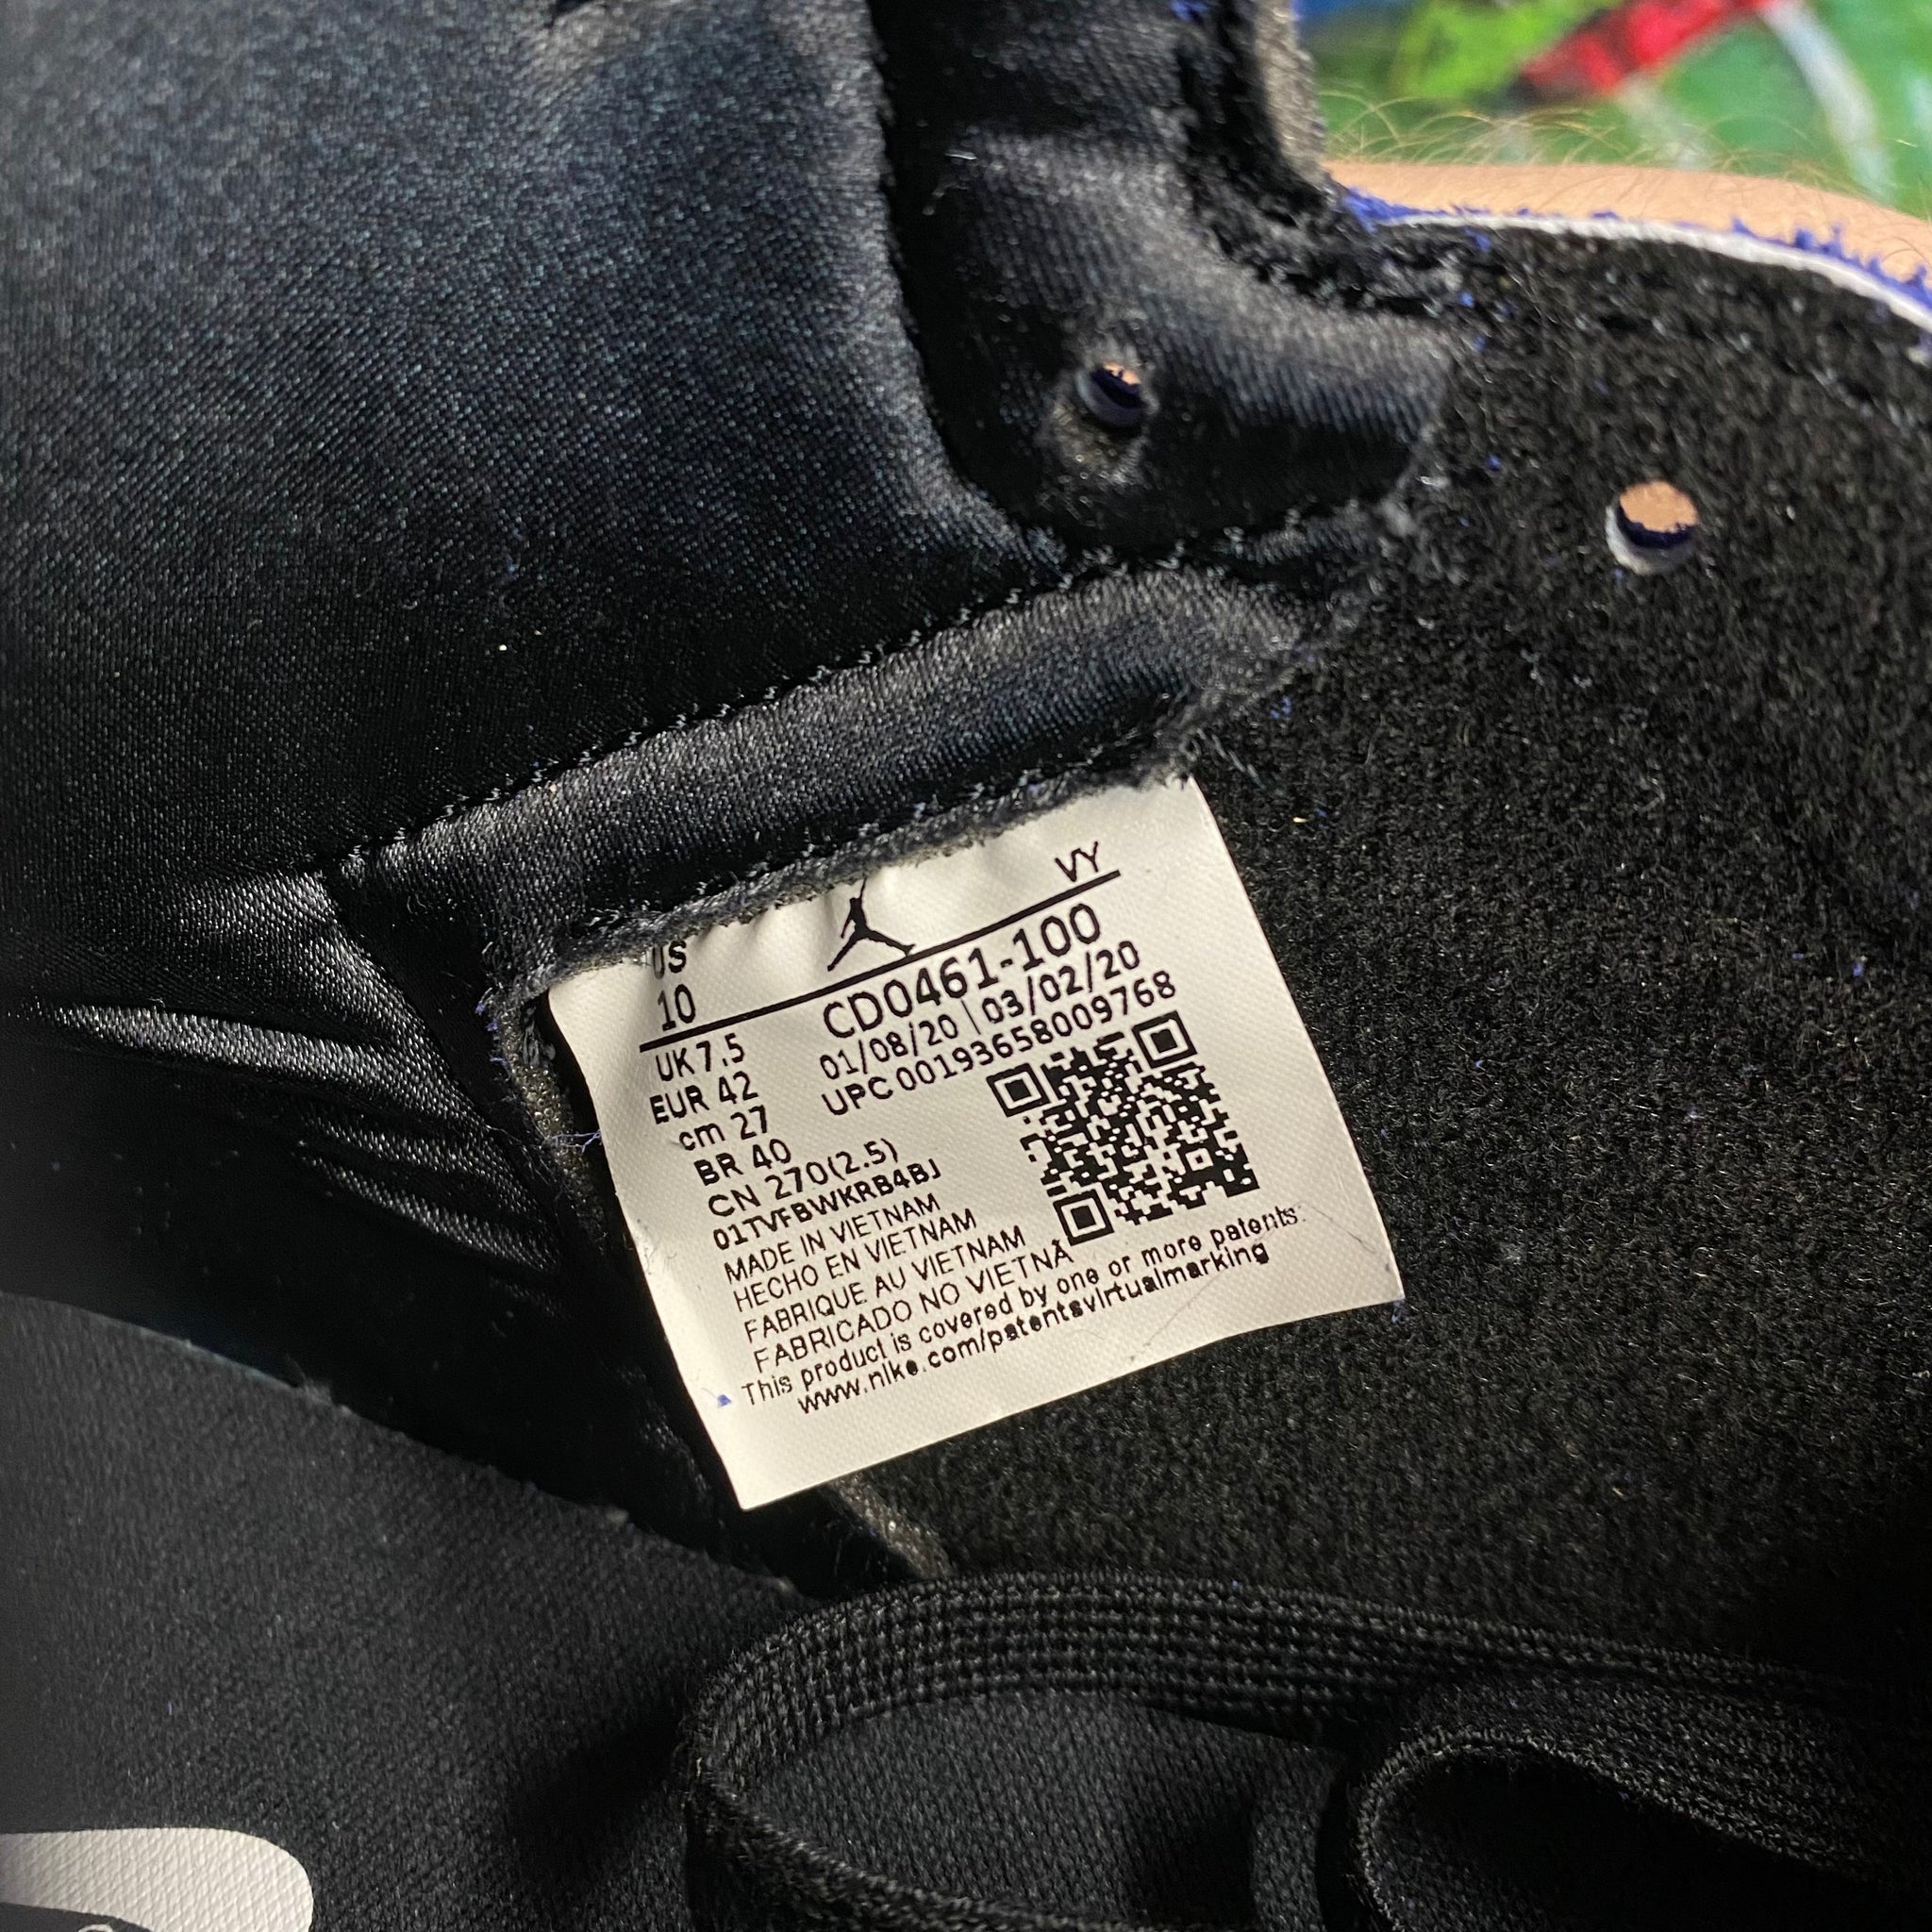 VY
US
10
CD0461-100
01/08/20 | 03/02/20
UPC 00193658009768
UK 7.5
EUR 42
cm 27
BR 40
CN 270(2.5)
01TVFBWKRB4BJ
MADE IN VIETNAM
HECHO EN VIETNAM
FABRIQUE AU VIETNAM
FABRICADO NO VIETNÃ
This product is covered by one or more patents:
www.nike.com/patentsvirtualmarking